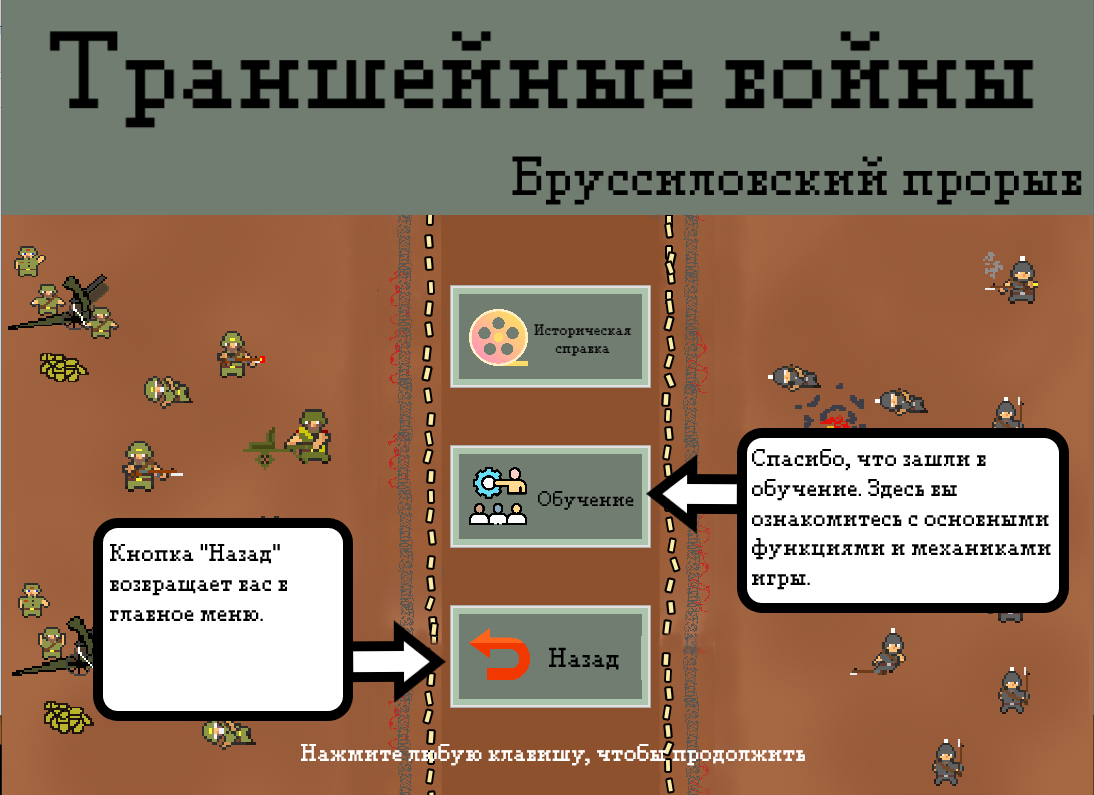 Траншейные войны
Бруссиловский прорыв
Историческая
справка
Обучение
Спасибо, что зашли в
обучение. Здесь вы
ознакомитесь с основными
функциями и механиками
игры.
Кнопка "Назад"
возвращает вас в
главное меню.
Назад
Нажмите любую клавишу, чтобы продолжить